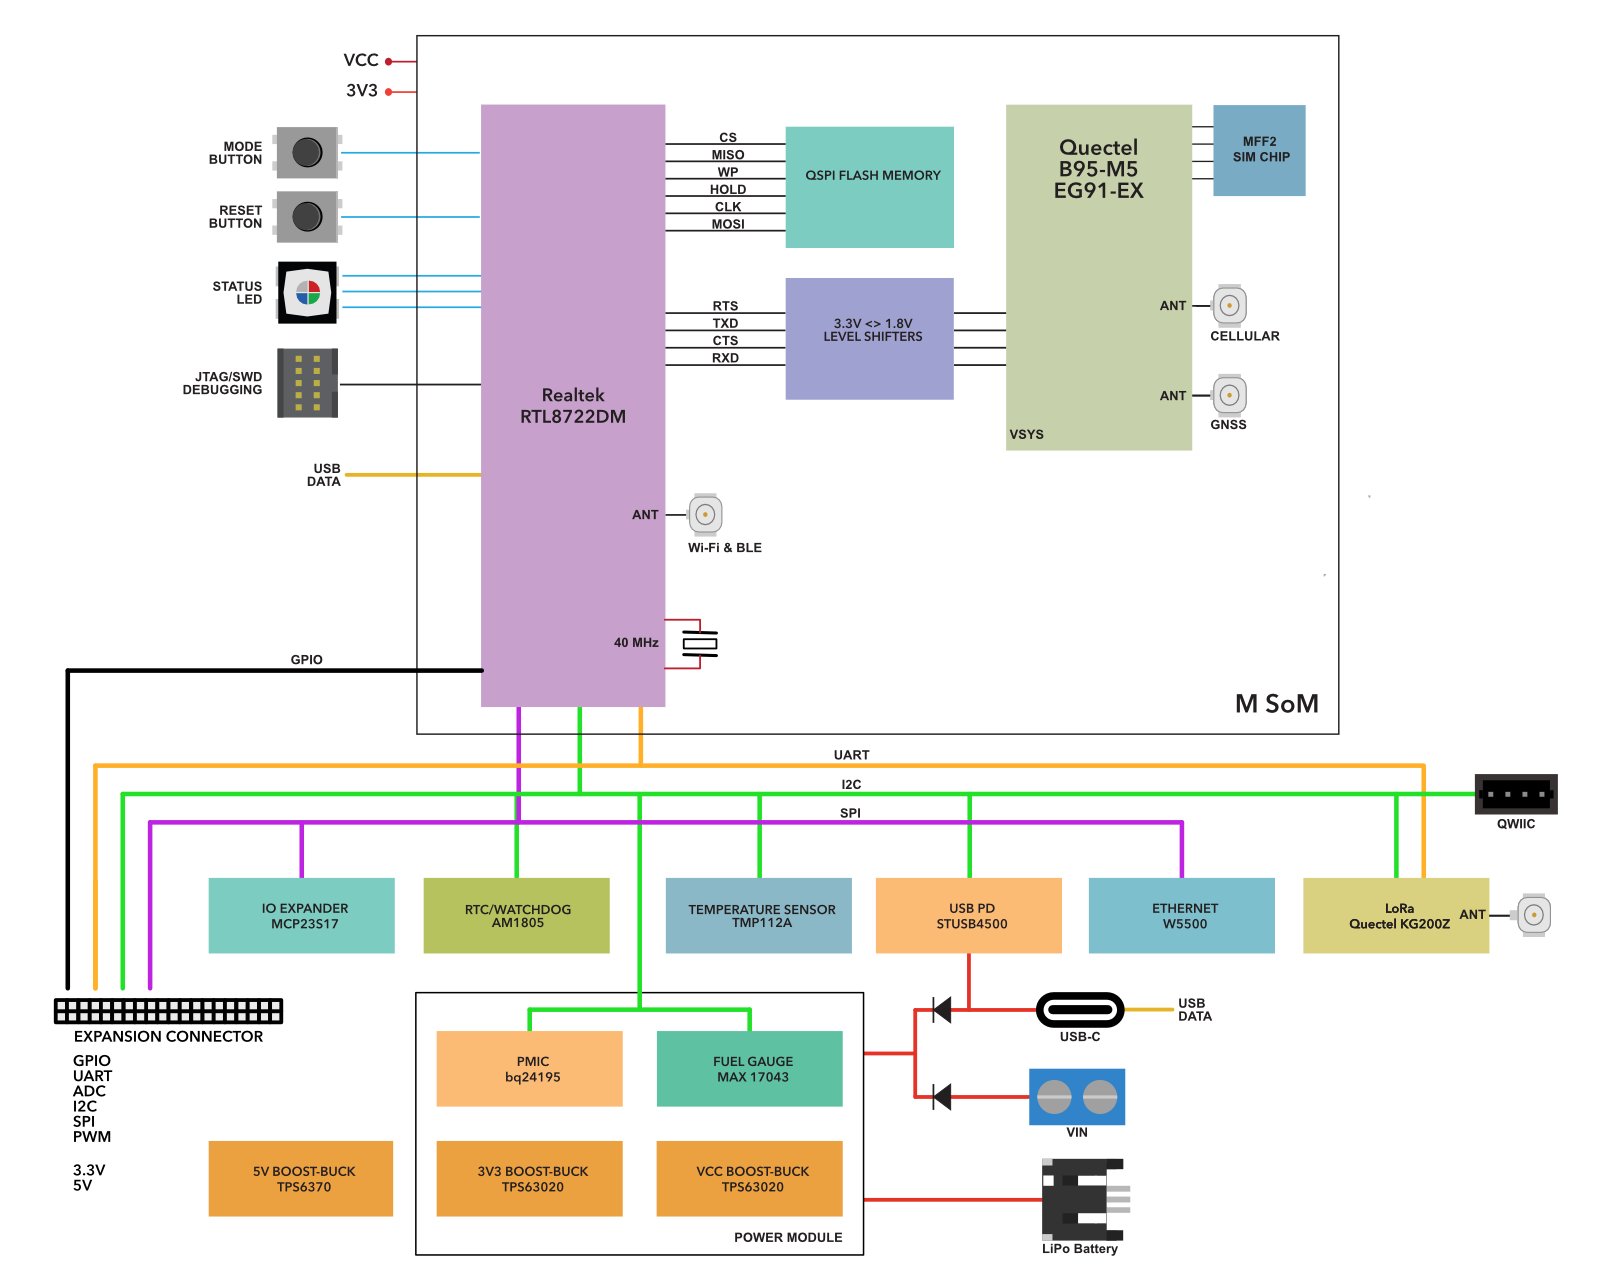 VCC
3V3
MODE
BUTTON
RESET
BUTTON
STATUS
LED
JTAG/SWD
DEBUGGING
USB
DATA
Realtek
RTL8722DM
CS
MISO
WP
HOLD
CLK
MOSI
QSPI FLASH MEMORY
RTS
TXD
CTS
RXD
3.3V <> 1.8V
LEVEL SHIFTERS
Quectel
B95-M5
EG91-EX
MFF2
SIM CHIP
ANT
CELLULAR
ANT
GNSS
VSYS
ANT
Wi-Fi & BLE
40 MHz
GPIO
M SoM
UART
I2C
SPI
QWIIC
IO EXPANDER
MCP23S17
RTC/WATCHDOG
AM1805
TEMPERATURE SENSOR
TMP112A
USB PD
STUSB4500
ETHERNET
W5500
LoRa
Quectel KG200Z
ANT
EXPANSION CONNECTOR
GPIO
UART
ADC
I2C
SPI
PWM
3.3V
5V
PMIC
bq24195
FUEL GAUGE
MAX 17043
USB
DATA
USB-C
VIN
5V BOOST-BUCK
TPS6370
3V3 BOOST-BUCK
TPS63020
VCC BOOST-BUCK
TPS63020
POWER MODULE
LiPo Battery